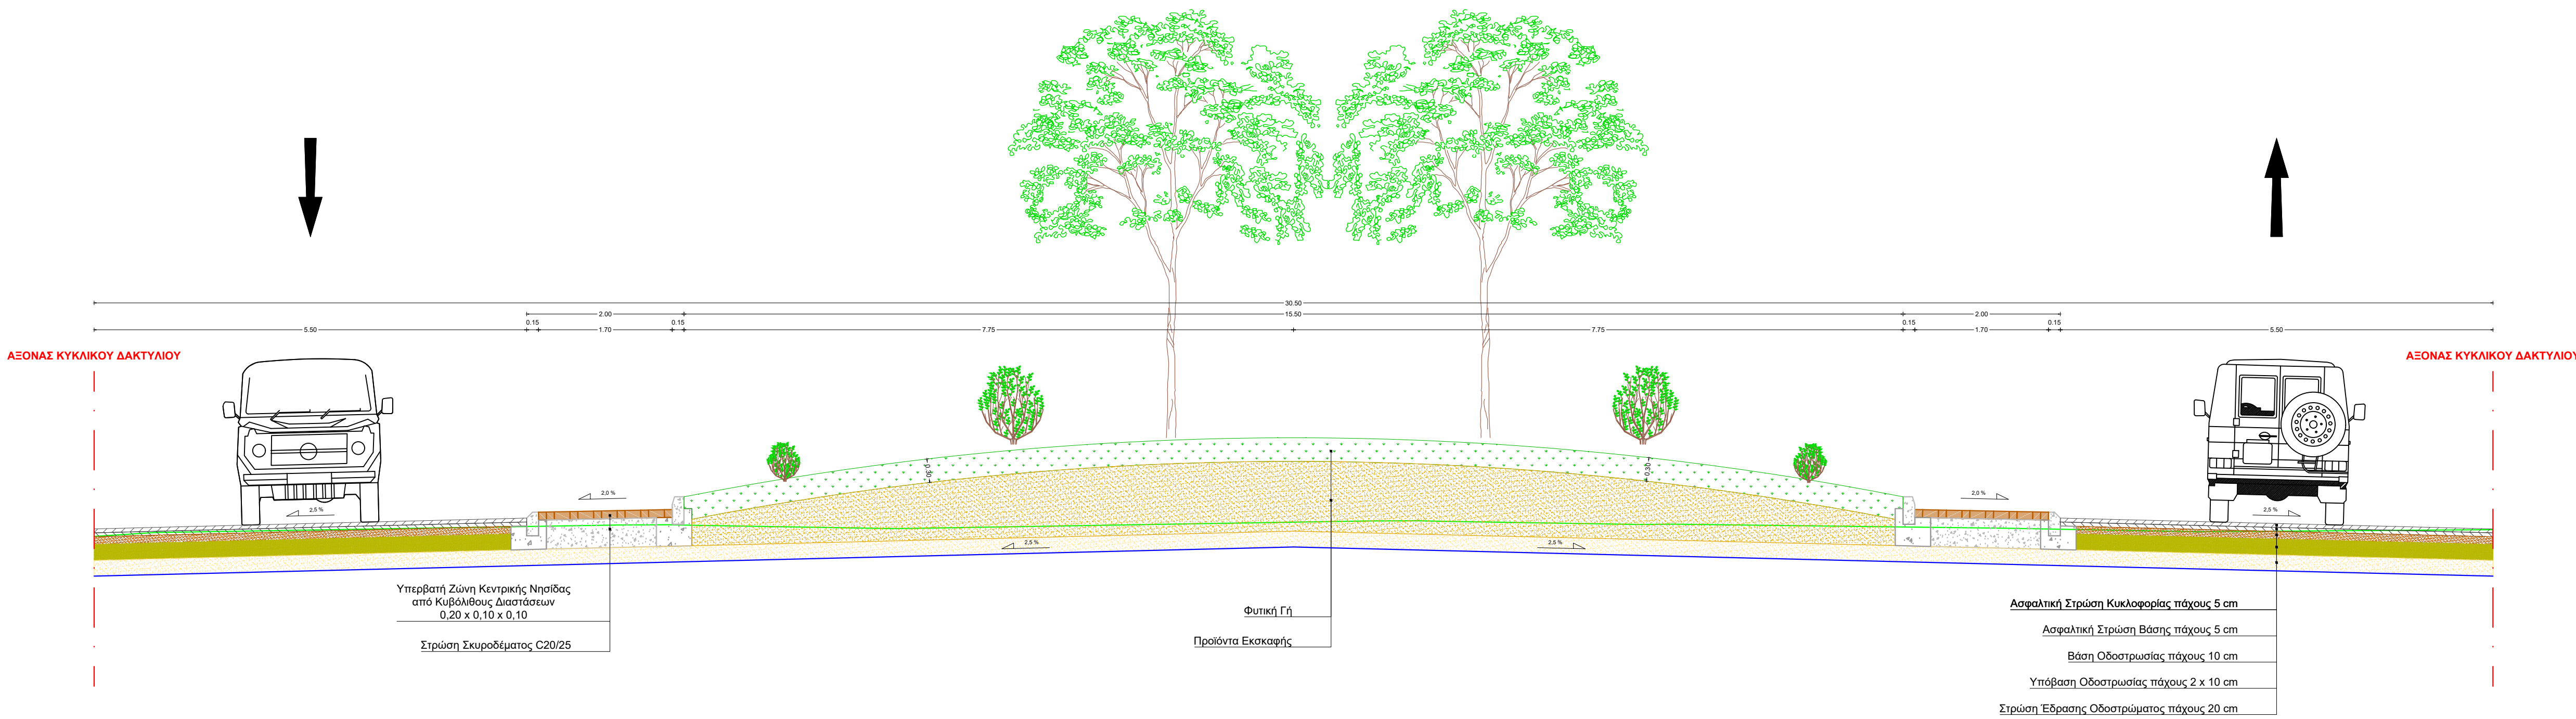 30.50
2.00
15.50
2.00
5.50
0.15
1.70
0.15
7.75
7.75
0.15
1.70
0.15
5.50
ΑΞΟΝΑΣ ΚΥΚΛΙΚΟΥ ΔΑΚΤΥΛΙΟΥ
ΑΞΟΝΑΣ ΚΥΚΛΙΚΟΥ ΔΑΚΤΥΛΙΟΥ
0.30
0.30
2,0 %
2,0 %
2,5 %
2,5 %
2,5 %
2,5 %
Υπερβατή Ζώνη Κεντρικής Νησίδας
από Κυβόλιθους Διαστάσεων
0,20 x 0,10 x 0,10
Στρώση Σκυροδέματος C20/25
Φυτική Γή
Προϊόντα Εκσκαφής
Ασφαλτική Στρώση Κυκλοφορίας πάχους 5 cm
Ασφαλτική Στρώση Βάσης πάχους 5 cm
Βάση Οδοστρωσίας πάχους 10 cm
Υπόβαση Οδοστρωσίας πάχους 2 x 10 cm
Στρώση Έδρασης Οδοστρώματος πάχους 20 cm